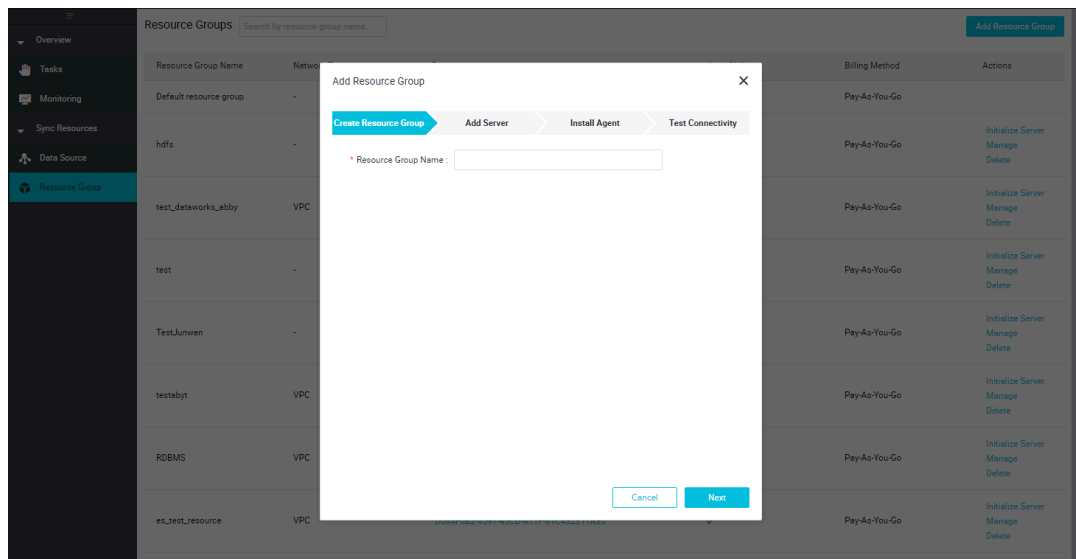 Resource Groups Search by resource group name Add Resource Group
Overview
Tasks
Monitoring
Sync Resources
Data Source
Resource Group
Resource Group Name Billing Method Actions
Default resource group - Pay-As-You-Go
hdfs - Pay-As-You-Go Initialize Server
Manage
Delete
test_dataworks_abby VPC Pay-As-You-Go Initialize Server
Manage
Delete
test - Pay-As-You-Go Initialize Server
Manage
Delete
TestJunwen - Pay-As-You-Go Initialize Server
Manage
Delete
testabyt VPC Pay-As-You-Go Initialize Server
Manage
Delete
RDBMS VPC Pay-As-You-Go Initialize Server
Manage
Delete
es_test_resource VPC Pay-As-You-Go Initialize Server
Manage
Delete
Add Resource Group
Create Resource Group Add Server Install Agent Test Connectivity
* Resource Group Name :
Cancel Next